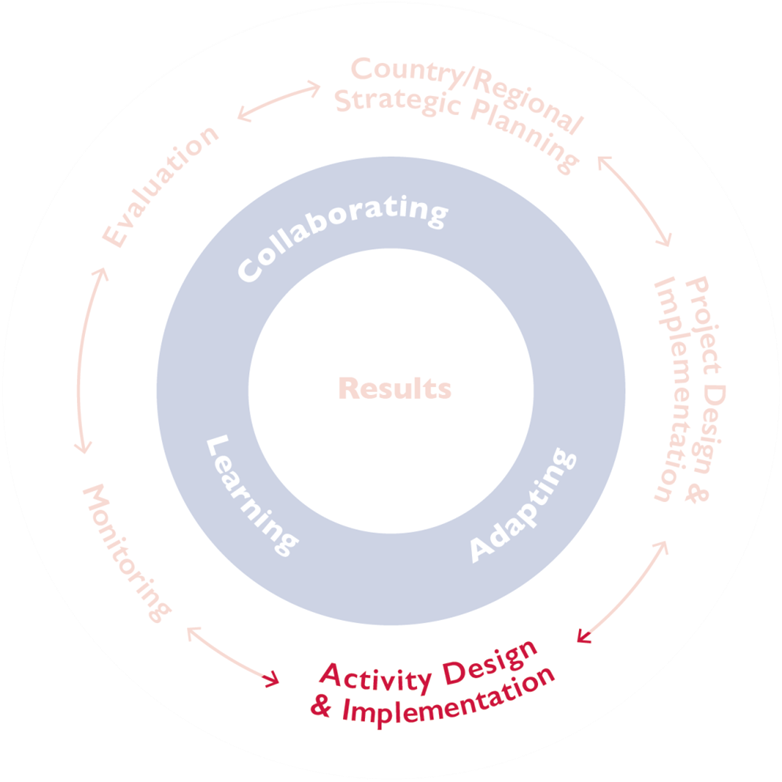 Country/Regional
Strategic Planning
Evaluation
Collaborating
Project Design &
Implementation
Results
Learning
Adapting
Monitoring
Activity Design
& Implementation